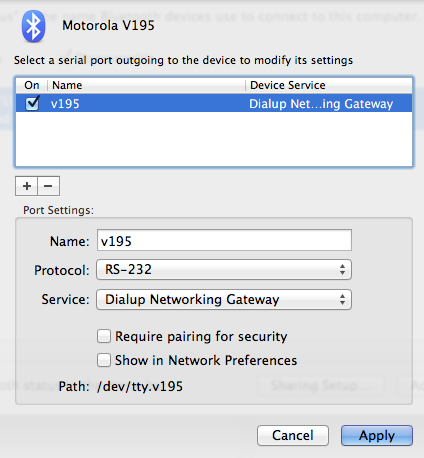 Motorola V195
Select a serial port outgoing to the device to modify its settings
On Name Device Service
v195 Dialup Net...ing Gateway
+ −
Port Settings:
Name: v195
Protocol: RS-232
Service: Dialup Networking Gateway
Require pairing for security
Show in Network Preferences
Path: /dev/tty.v195
Sharing Setup...
Cancel Apply